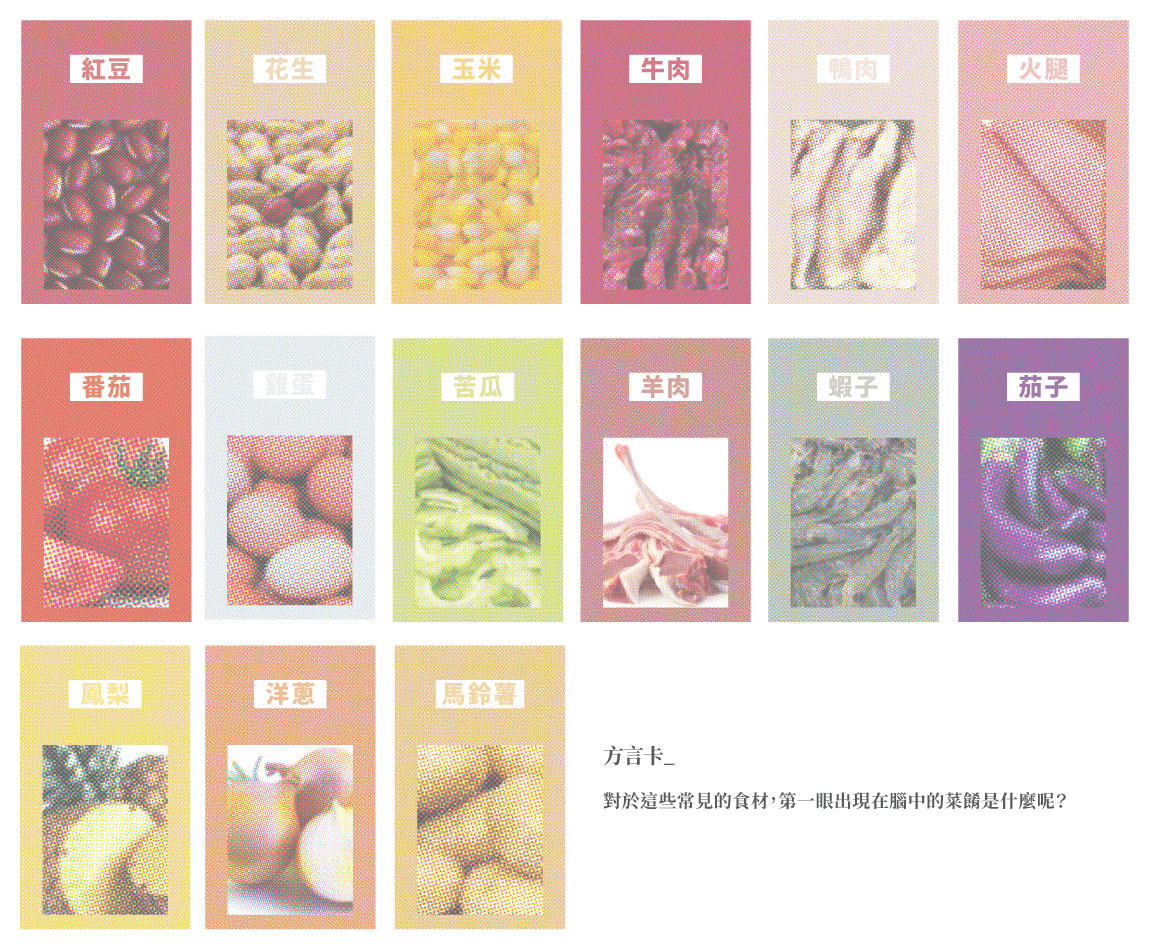 紅豆
花生
玉米
牛肉
鴨肉
火腿
番茄
雞蛋
苦瓜
羊肉
蝦子
茄子
鳳梨
洋蔥
馬鈴薯
方言卡_
對於這些常見的食材，第一眼出現在腦中的菜餚是什麼呢？